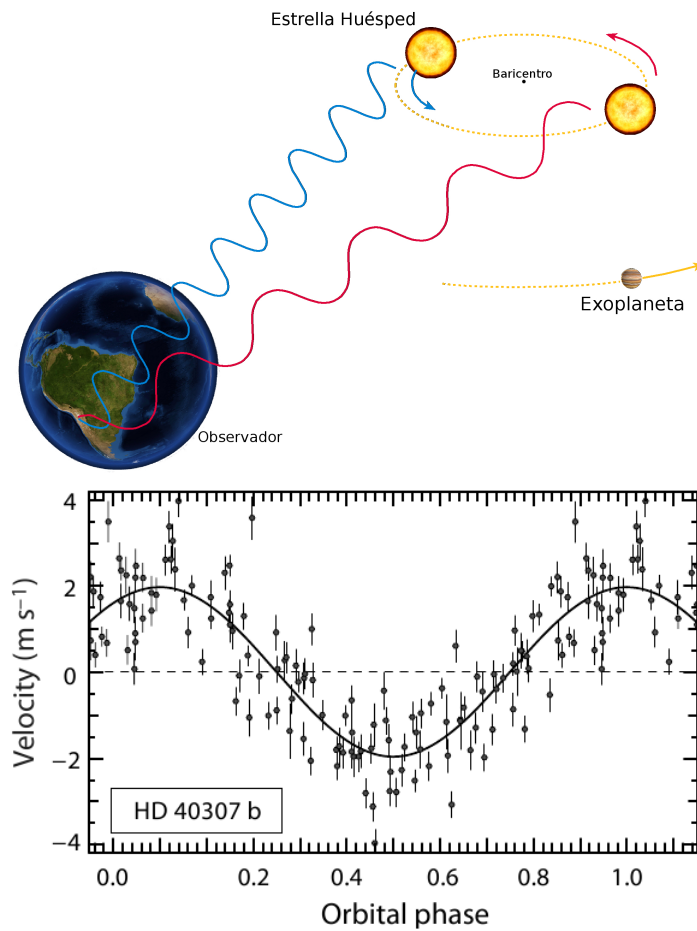 Estrella Huésped
Baricentro
Exoplaneta
Observador
4
2
0
−2
−4
Velocity (m s⁻¹)
HD 40307 b
0.0 0.2 0.4 0.6 0.8 1.0
Orbital phase